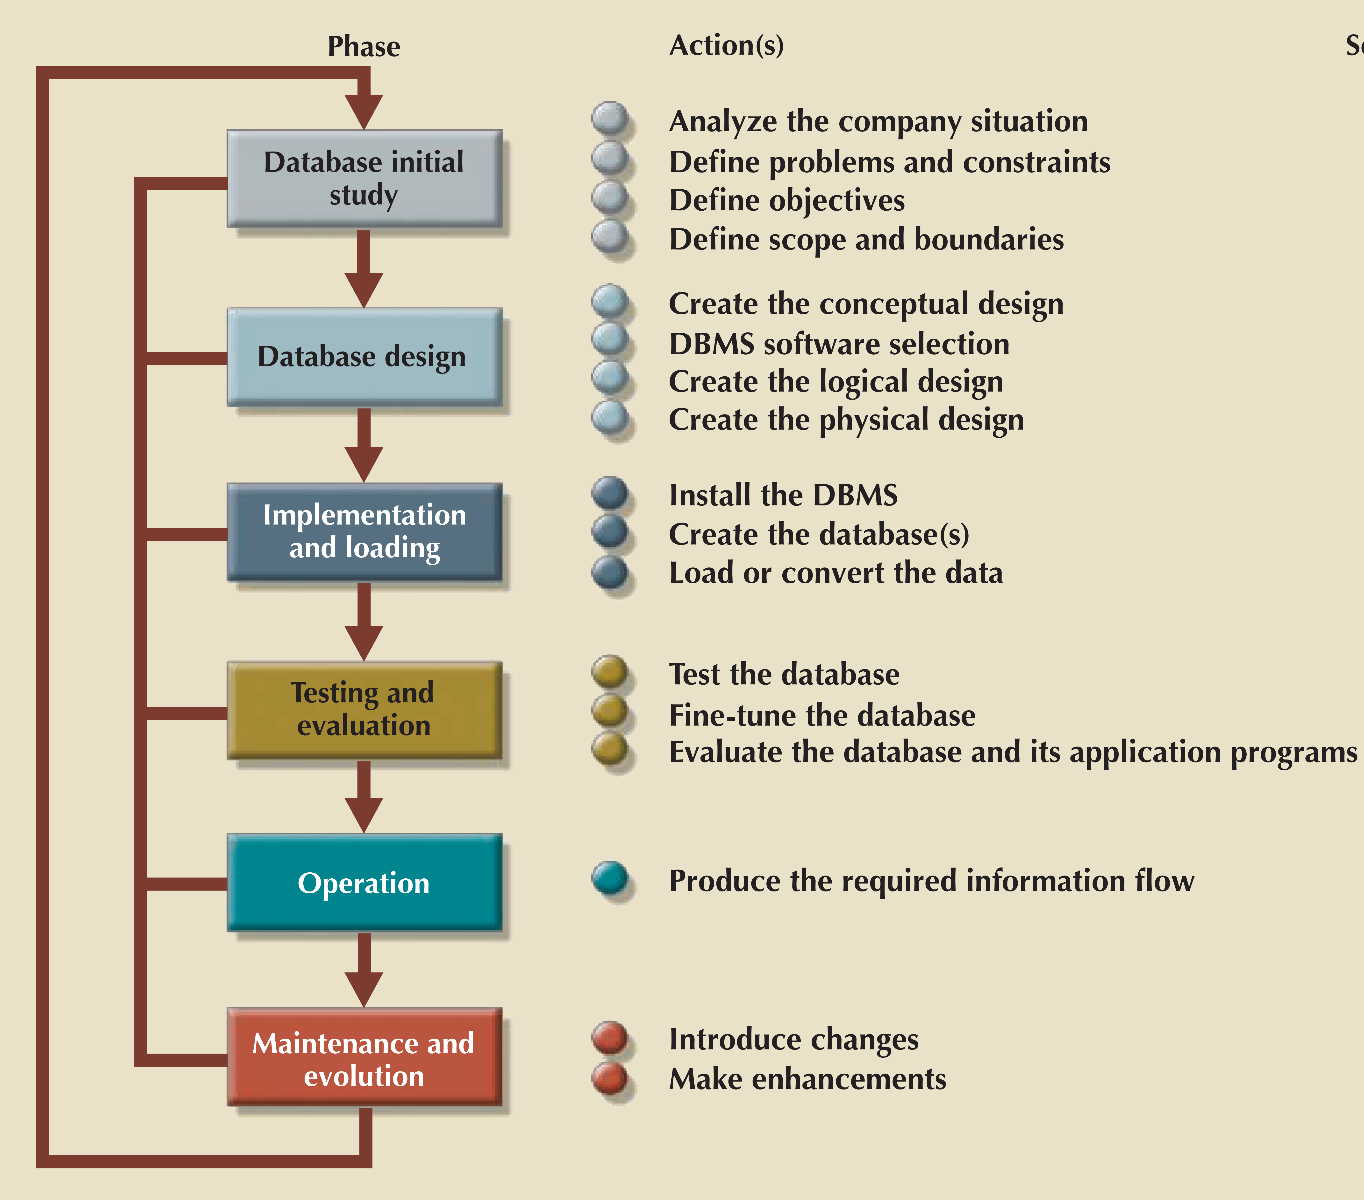 Phase
Action(s)
Database initial
study
Analyze the company situation
Define problems and constraints
Define objectives
Define scope and boundaries
Database design
Create the conceptual design
DBMS software selection
Create the logical design
Create the physical design
Implementation
and loading
Install the DBMS
Create the database(s)
Load or convert the data
Testing and
evaluation
Test the database
Fine-tune the database
Evaluate the database and its application programs
Operation
Produce the required information flow
Maintenance and
evolution
Introduce changes
Make enhancements